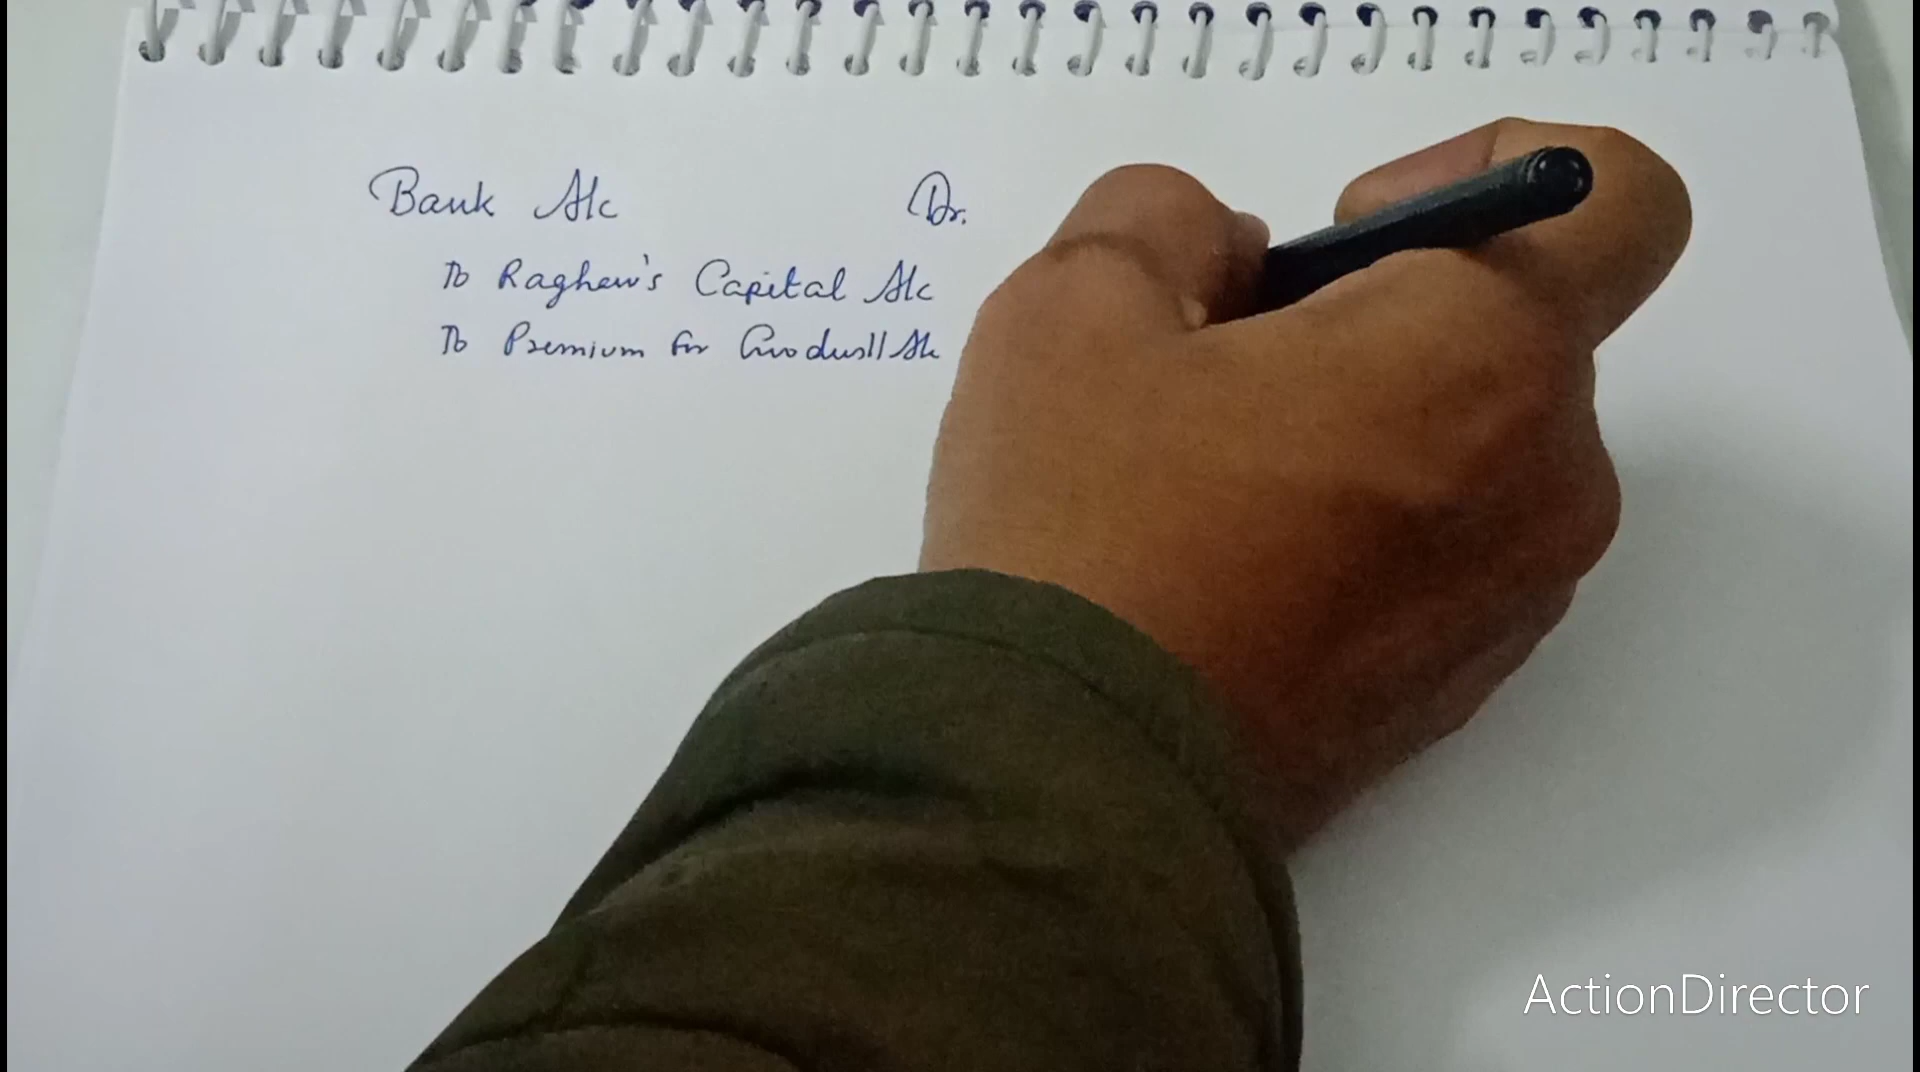 Bank A/c Dr.
To Raghav's Capital A/c
To Premium for Goodwill A/c
ActionDirector